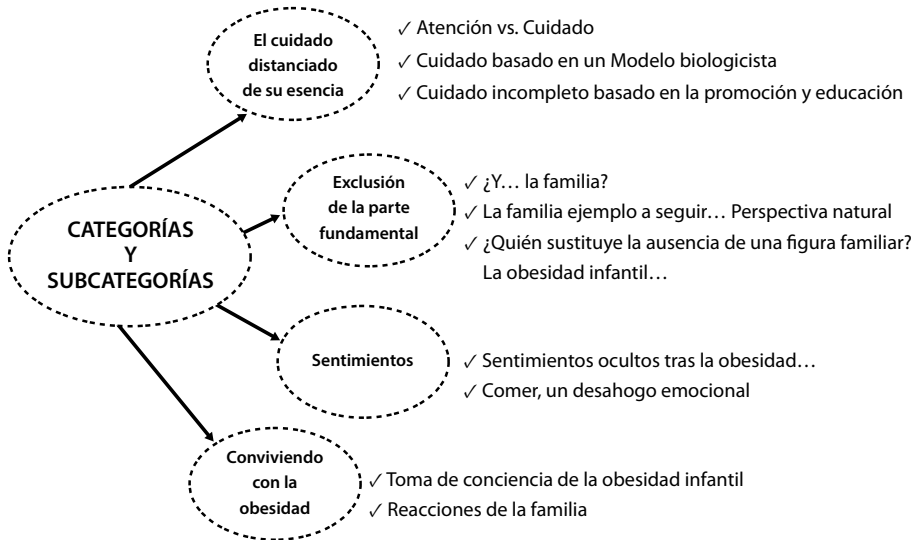 CATEGORÍAS
Y
SUBCATEGORÍAS
El cuidado
distanciado
de su esencia
✓ Atención vs. Cuidado
✓ Cuidado basado en un Modelo biologicista
✓ Cuidado incompleto basado en la promoción y educación
Exclusión
de la parte
fundamental
✓ ¿Y… la familia?
✓ La familia ejemplo a seguir… Perspectiva natural
✓ ¿Quién sustituye la ausencia de una figura familiar?
La obesidad infantil…
Sentimientos
✓ Sentimientos ocultos tras la obesidad…
✓ Comer, un desahogo emocional
Conviviendo
con la
obesidad
✓ Toma de conciencia de la obesidad infantil
✓ Reacciones de la familia